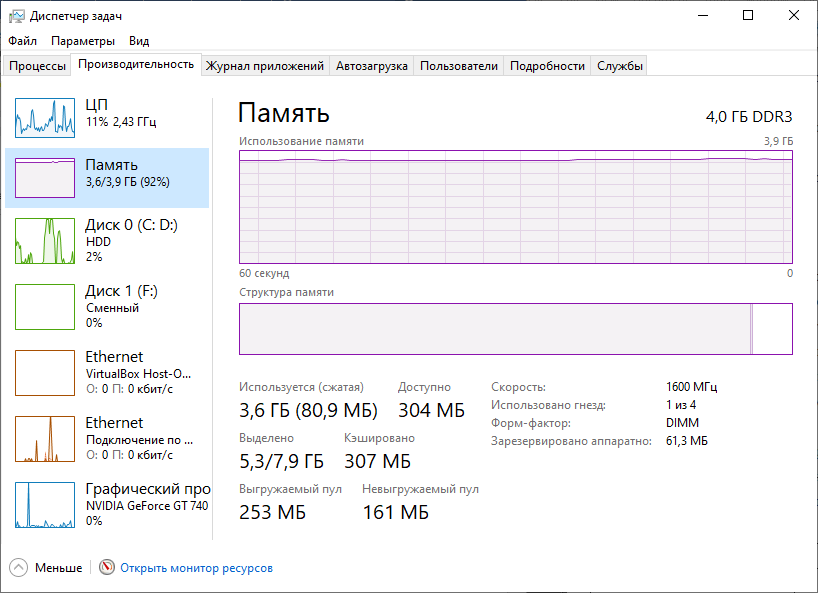 Диспетчер задач
Файл Параметры Вид
Процессы Производительность Журнал приложений Автозагрузка Пользователи Подробности Службы
ЦП
11% 2,43 ГГц
Память
3,6/3,9 ГБ (92%)
Диск 0 (C: D:)
HDD
2%
Диск 1 (F:)
Сменный
0%
Ethernet
VirtualBox Host-O...
О: 0 П: 0 кбит/с
Ethernet
Подключение по ...
О: 0 П: 0 кбит/с
Графический про
NVIDIA GeForce GT 740
0%
Память 4,0 ГБ DDR3
Использование памяти 3,9 ГБ
60 секунд 0
Структура памяти
Используется (сжатая) Доступно
3,6 ГБ (80,9 МБ) 304 МБ
Выделено Кэшировано
5,3/7,9 ГБ 307 МБ
Выгружаемый пул Невыгружаемый пул
253 МБ 161 МБ
Скорость: 1600 МГц
Использовано гнезд: 1 из 4
Форм-фактор: DIMM
Зарезервировано аппаратно: 61,3 МБ
Меньше Открыть монитор ресурсов